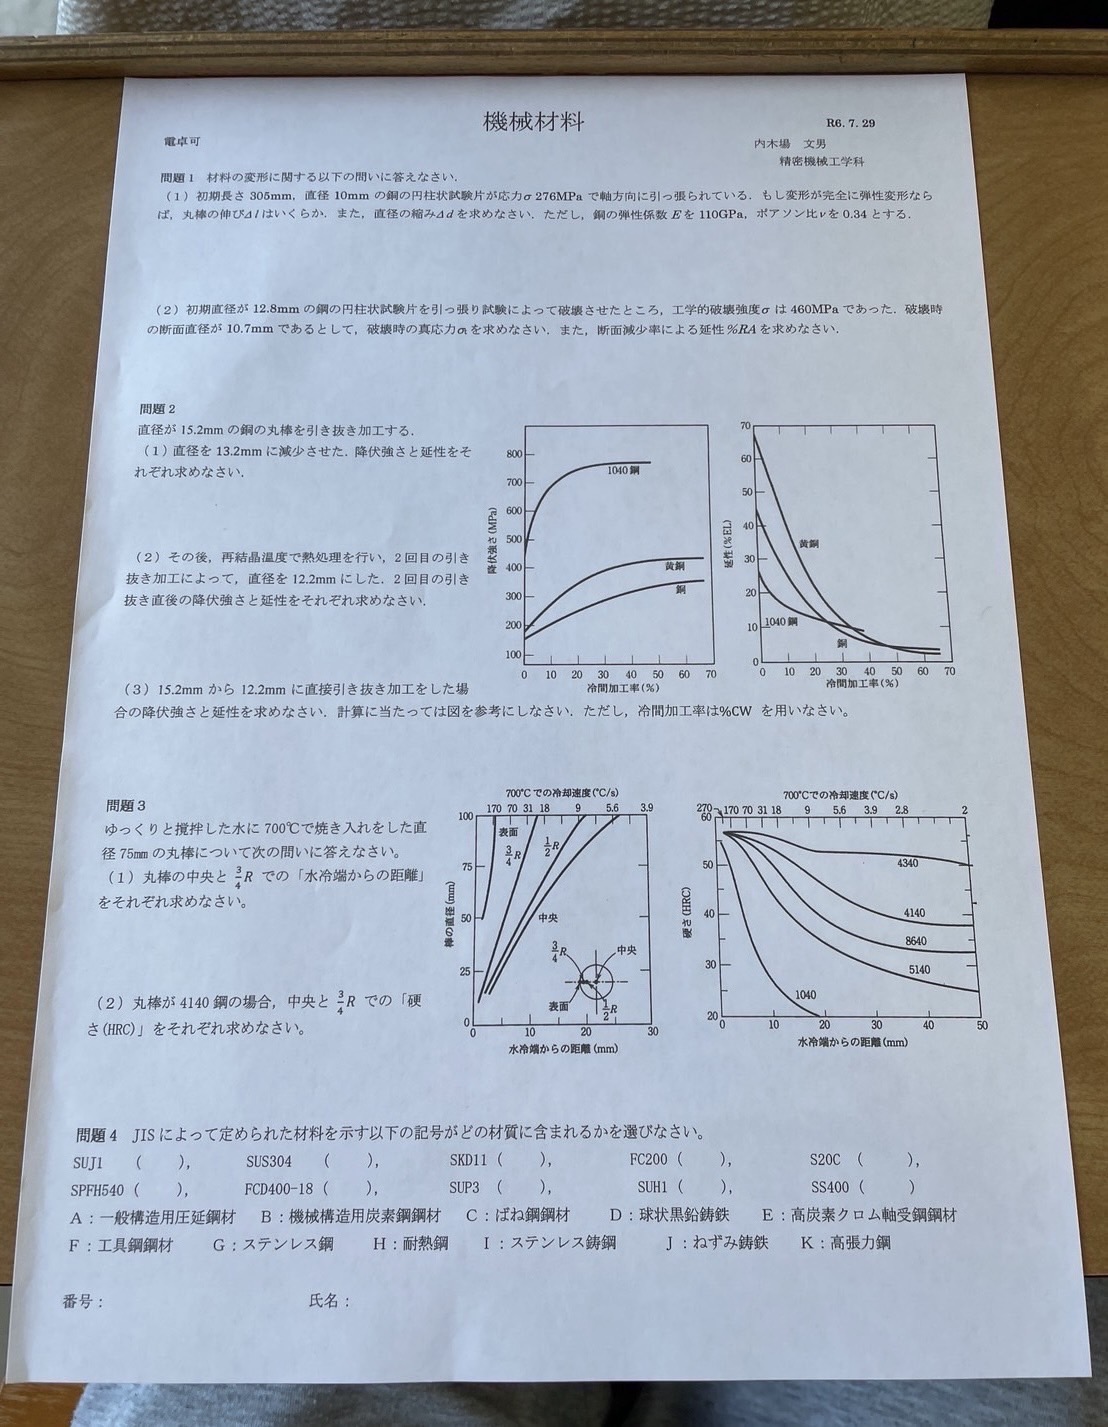 機械材料
R6.7.29
電卓可
内木場　文男
精密機械工学科
問題１　材料の変形に関する以下の問いに答えなさい．
（1）初期長さ 305mm，直径 10mm の銅の円柱状試験片が応力σ 276MPa で軸方向に引っ張られている．もし変形が完全に弾性変形なら
ば，丸棒の伸びΔl はいくらか．また，直径の縮みΔd を求めなさい．ただし，銅の弾性係数 E を 110GPa，ポアソン比ν を 0.34 とする．
（2）初期直径が 12.8mm の鋼の円柱状試験片を引っ張り試験によって破壊させたところ，工学的破壊強度σ は 460MPa であった．破壊時
の断面直径が 10.7mm であるとして，破壊時の真応力σt を求めなさい．また，断面減少率による延性 %RA を求めなさい．
問題２
直径が 15.2mm の銅の丸棒を引き抜き加工する．
（1）直径を 13.2mm に減少させた．降伏強さと延性をそ
れぞれ求めなさい．
（2）その後，再結晶温度で熱処理を行い，2 回目の引き
抜き加工によって，直径を 12.2mm にした．2 回目の引き
抜き直後の降伏強さと延性をそれぞれ求めなさい．
（3）15.2mm から 12.2mm に直接引き抜き加工をした場
合の降伏強さと延性を求めなさい．計算に当たっては図を参考にしなさい．ただし，冷間加工率は%CW を用いなさい。
降伏強さ(MPa)
800
700
600
500
400
300
200
100
1040 鋼
黄銅
銅
0 10 20 30 40 50 60 70
冷間加工率(%)
延性(%EL)
70
60
50
40
30
20
10
0
黄銅
1040 鋼
銅
0 10 20 30 40 50 60 70
冷間加工率(%)
問題３
ゆっくりと撹拌した水に 700℃で焼き入れをした直
径 75mm の丸棒について次の問いに答えなさい。
（1）丸棒の中央と 3/4 R での「水冷端からの距離」
をそれぞれ求めなさい。
（2）丸棒が 4140 鋼の場合，中央と 3/4 R での「硬
さ(HRC)」をそれぞれ求めなさい。
700℃での冷却速度(℃/s)
170 70 31 18 9 5.6 3.9
棒の直径(mm)
100
75
50
25
0
表面
3/4 R
1/2 R
中央
3/4 R
中央
表面
1/2 R
0 10 20 30
水冷端からの距離(mm)
700℃での冷却速度(℃/s)
270 170 70 31 18 9 5.6 3.9 2.8 2
硬さ(HRC)
60
50
40
30
20
4340
4140
8640
5140
1040
0 10 20 30 40 50
水冷端からの距離(mm)
問題４　JIS によって定められた材料を示す以下の記号がどの材質に含まれるかを選びなさい。
SUJ1 （　）， SUS304 （　）， SKD11 （　）， FC200 （　）， S20C （　），
SPFH540 （　）， FCD400-18 （　）， SUP3 （　）， SUH1 （　）， SS400 （　）
A：一般構造用圧延鋼材　B：機械構造用炭素鋼鋼材　C：ばね鋼鋼材　D：球状黒鉛鋳鉄　E：高炭素クロム軸受鋼鋼材
F：工具鋼鋼材　G：ステンレス鋼　H：耐熱鋼　I：ステンレス鋳鋼　J：ねずみ鋳鉄　K：高張力鋼
番号：　氏名：